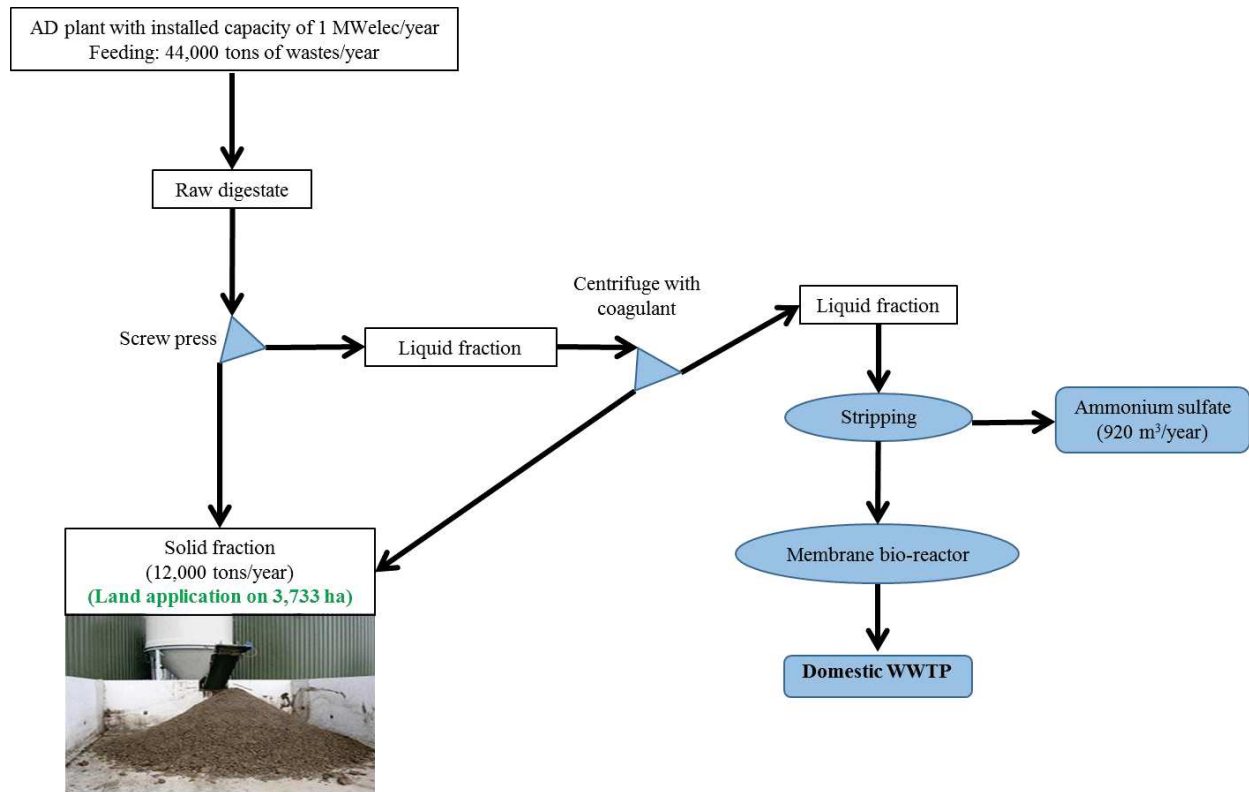 AD plant with installed capacity of 1 MWelec/year
Feeding: 44,000 tons of wastes/year
Raw digestate
Screw press
Liquid fraction
Centrifuge with
coagulant
Liquid fraction
Stripping
Ammonium sulfate
(920 m³/year)
Membrane bio-reactor
Domestic WWTP
Solid fraction
(12,000 tons/year)
(Land application on 3,733 ha)